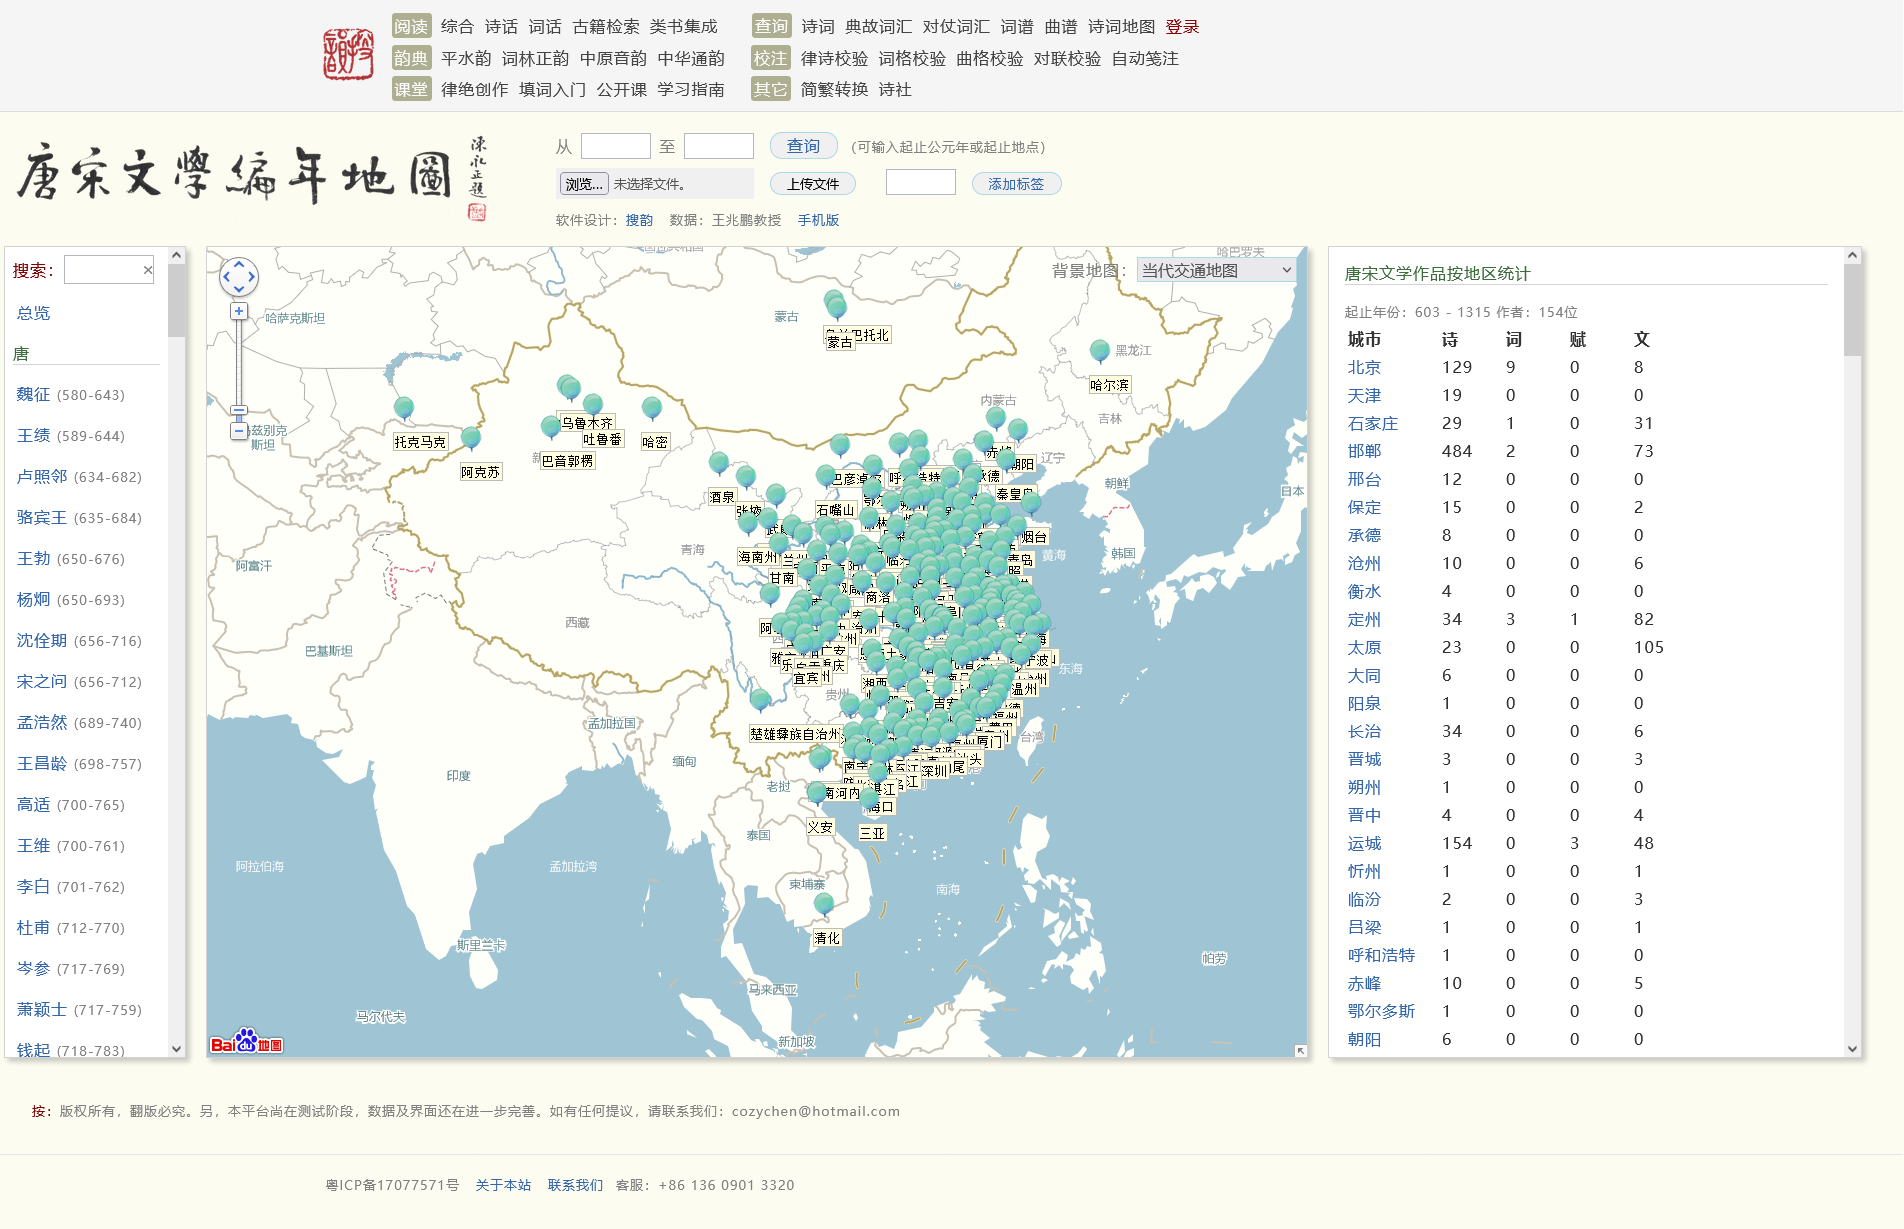 阅读 综合 诗话 词话 古籍检索 类书集成 查询 诗词 典故词汇 对仗词汇 词谱 曲谱 诗词地图 登录
韵典 平水韵 词林正韵 中原音韵 中华通韵 校注 律诗校验 词格校验 曲格校验 对联校验 自动笺注
课堂 律绝创作 填词入门 公开课 学习指南 其它 简繁转换 诗社
唐宋文學編年地圖
陳永正題
从 至 查询 (可输入起止公元年或起止地点)
浏览... 未选择文件。 上传文件 添加标签
软件设计：搜韵 数据：王兆鹏教授 手机版
搜索： ×
总览
唐
魏征 (580-643)
王绩 (589-644)
卢照邻 (634-682)
骆宾王 (635-684)
王勃 (650-676)
杨炯 (650-693)
沈佺期 (656-716)
宋之问 (656-712)
孟浩然 (689-740)
王昌龄 (698-757)
高适 (700-765)
王维 (700-761)
李白 (701-762)
杜甫 (712-770)
岑参 (717-769)
萧颖士 (717-759)
钱起 (718-783)
背景地图： 当代交通地图
哈巴罗夫
哈萨克斯坦
蒙古
巴托北
蒙古
黑龙江
哈尔滨
内蒙古
吉林
辽宁
朝鲜
日本
韩国
斯坦
托克马克
阿克苏
乌鲁木齐
吐鲁番
哈密
巴音郭楞
酒泉
石嘴山
朝阳
承德
秦皇岛
烟台
黄海
青海
海南州
甘南
商洛
阿富汗
西藏
巴基斯坦
广安
宜宾
湘西
宁波
温州
东海
贵州
楚雄彝族自治州
孟加拉国
印度
缅甸
老挝
台湾
厦门
深圳
南宁
湛江
南河内
海口
义安
三亚
泰国
阿拉伯海
孟加拉湾
柬埔寨
南海
清化
斯里兰卡
帕劳
马来西亚
马尔代夫
新加坡
Bai du 地图
唐宋文学作品按地区统计
起止年份：603 - 1315 作者：154位
城市 诗 词 赋 文
北京 129 9 0 8
天津 19 0 0 0
石家庄 29 1 0 31
邯郸 484 2 0 73
邢台 12 0 0 0
保定 15 0 0 2
承德 8 0 0 0
沧州 10 0 0 6
衡水 4 0 0 0
定州 34 3 1 82
太原 23 0 0 105
大同 6 0 0 0
阳泉 1 0 0 0
长治 34 0 0 6
晋城 3 0 0 3
朔州 1 0 0 0
晋中 4 0 0 4
运城 154 0 3 48
忻州 1 0 0 1
临汾 2 0 0 3
吕梁 1 0 0 1
呼和浩特 1 0 0 0
赤峰 10 0 0 5
鄂尔多斯 1 0 0 0
朝阳 6 0 0 0
按：版权所有，翻版必究。另，本平台尚在测试阶段，数据及界面还在进一步完善。如有任何提议，请联系我们：cozychen@hotmail.com
粤ICP备17077571号 关于本站 联系我们 客服：+86 136 0901 3320